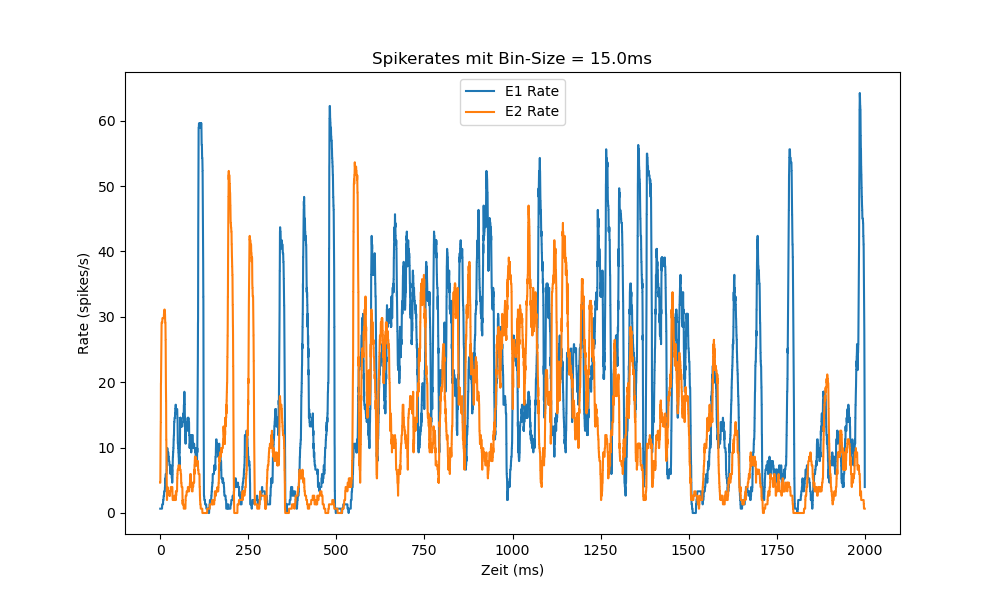 Spikerates mit Bin-Size = 15.0ms
E1 Rate
E2 Rate
Rate (spikes/s)
60
50
40
30
20
10
0
0 250 500 750 1000 1250 1500 1750 2000
Zeit (ms)